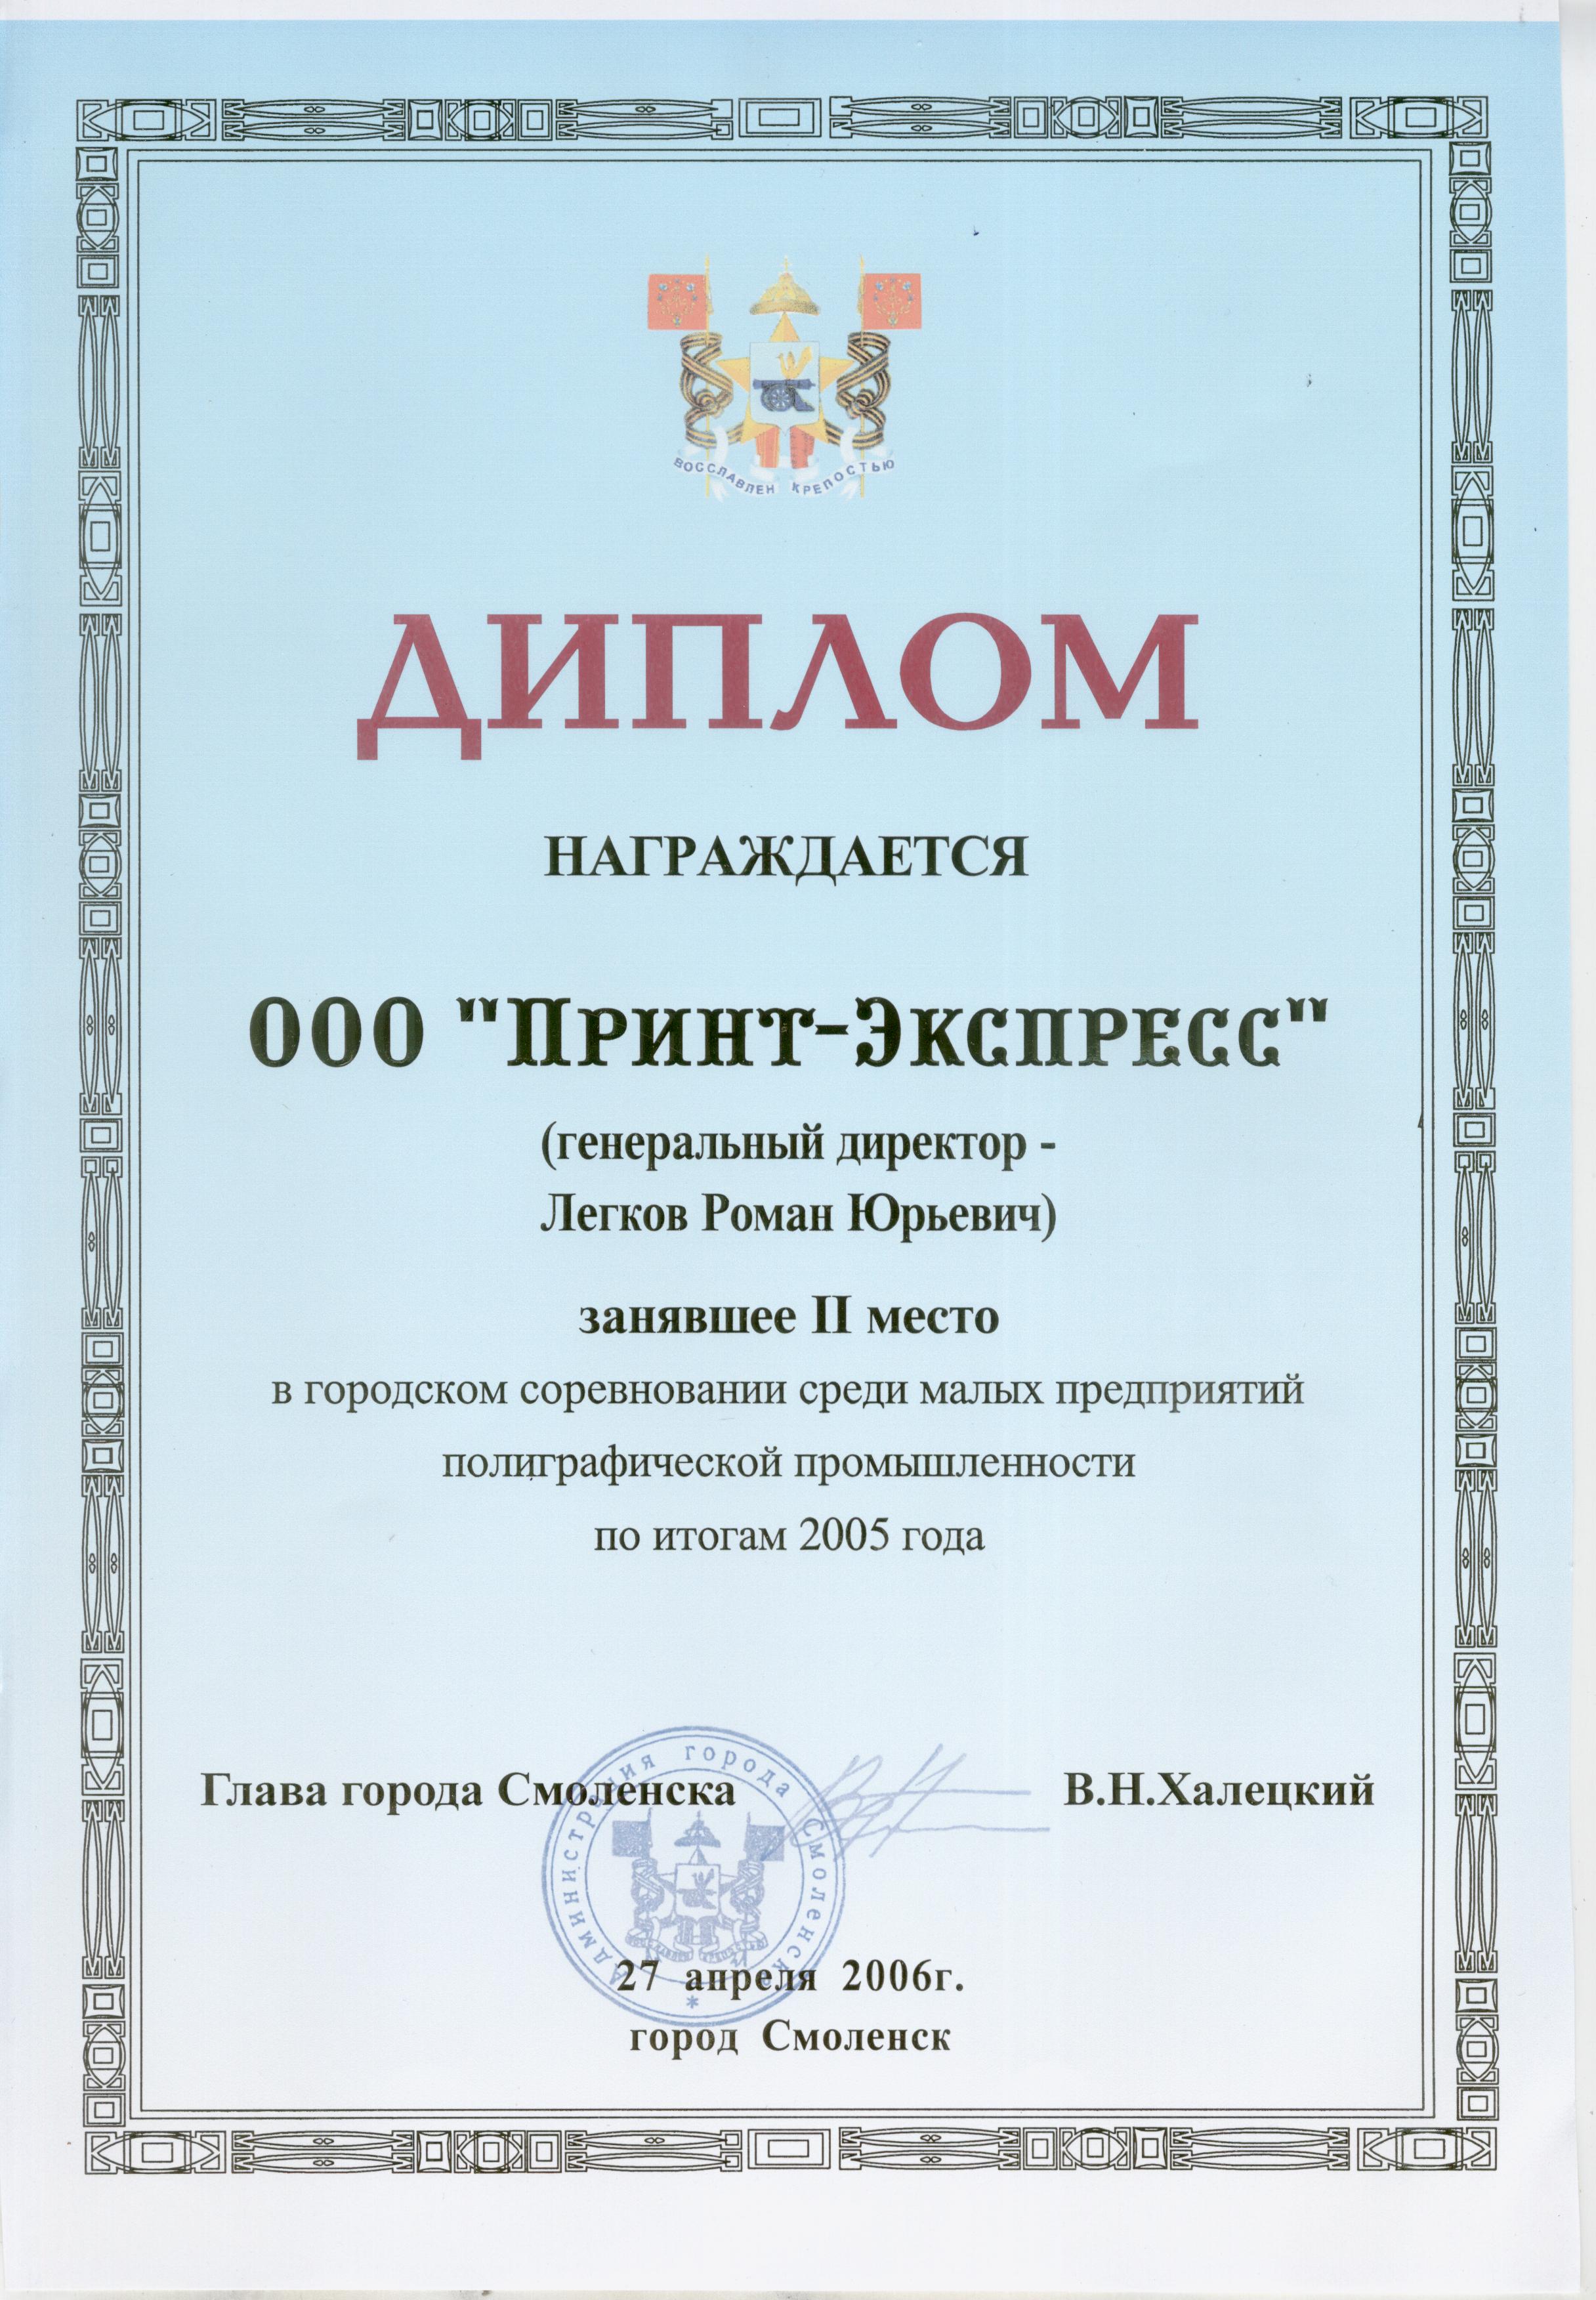 ВОССЛАВЛЕН КРЕПОСТЬЮ
ДИПЛОМ
НАГРАЖДАЕТСЯ
ООО "Принт-Экспресс"
(генеральный директор -
Легков Роман Юрьевич)
занявшее II место
в городском соревновании среди малых предприятий
полиграфической промышленности
по итогам 2005 года
Глава города Смоленска
В.Н.Халецкий
Администрация города Смоленска
27 апреля 2006г.
город Смоленск